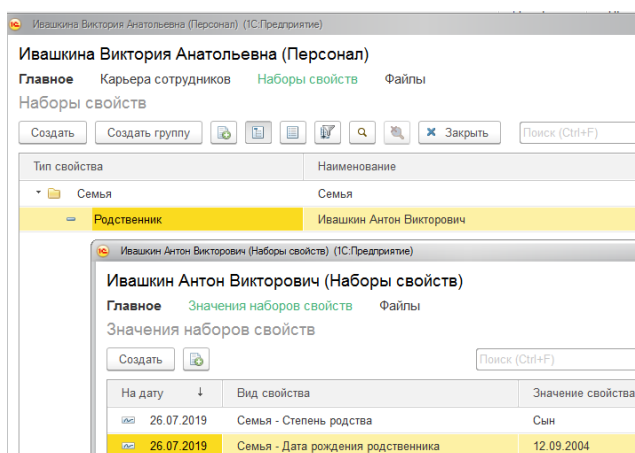 Ивашкина Виктория Анатольевна (Персонал) (1С:Предприятие)
Ивашкина Виктория Анатольевна (Персонал)
Главное Карьера сотрудников Наборы свойств Файлы
Наборы свойств
Создать Создать группу Закрыть Поиск (Ctrl+F)
Тип свойства Наименование
Семья Семья
Родственник Ивашкин Антон Викторович
Ивашкин Антон Викторович (Наборы свойств) (1С:Предприятие)
Ивашкин Антон Викторович (Наборы свойств)
Главное Значения наборов свойств Файлы
Значения наборов свойств
Создать Поиск (Ctrl+F)
На дату ↓ Вид свойства Значение свойства
26.07.2019 Семья - Степень родства Сын
26.07.2019 Семья - Дата рождения родственника 12.09.2004